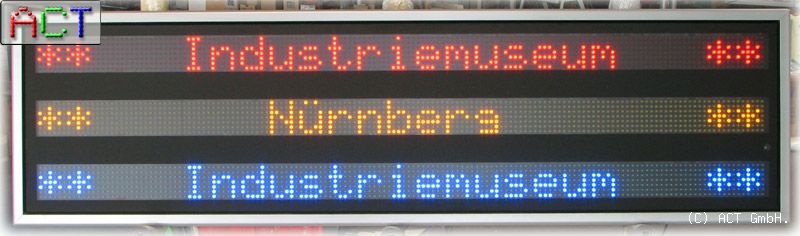 ACT
** Industriemuseum **
** Nürnberg **
** Industriemuseum **
(C) ACT GmbH.